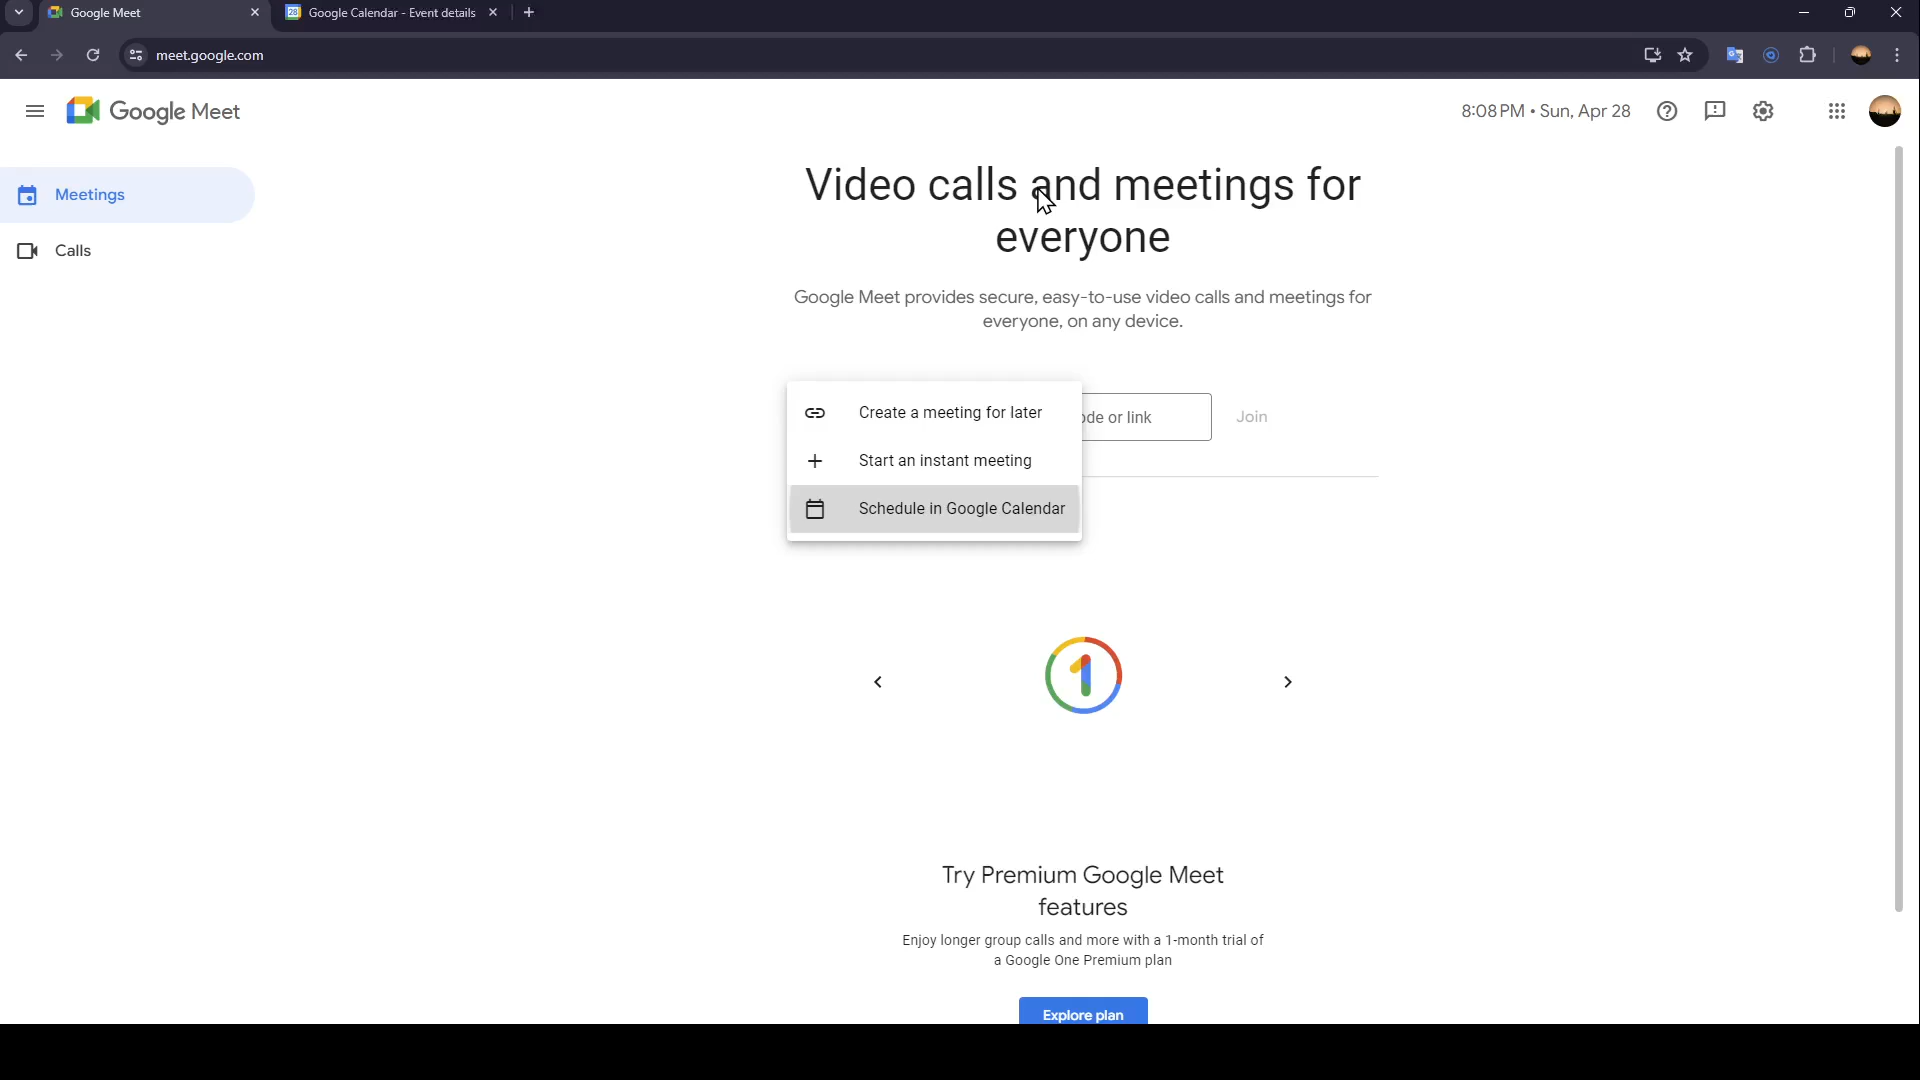 Google Meet
Google Calendar - Event details
meet.google.com
Google Meet
8:08 PM • Sun, Apr 28
Meetings
Calls
Video calls and meetings for
everyone
Google Meet provides secure, easy-to-use video calls and meetings for
everyone, on any device.
Create a meeting for later
Start an instant meeting
Schedule in Google Calendar
or link
Join
Try Premium Google Meet
features
Enjoy longer group calls and more with a 1-month trial of
a Google One Premium plan
Explore plan